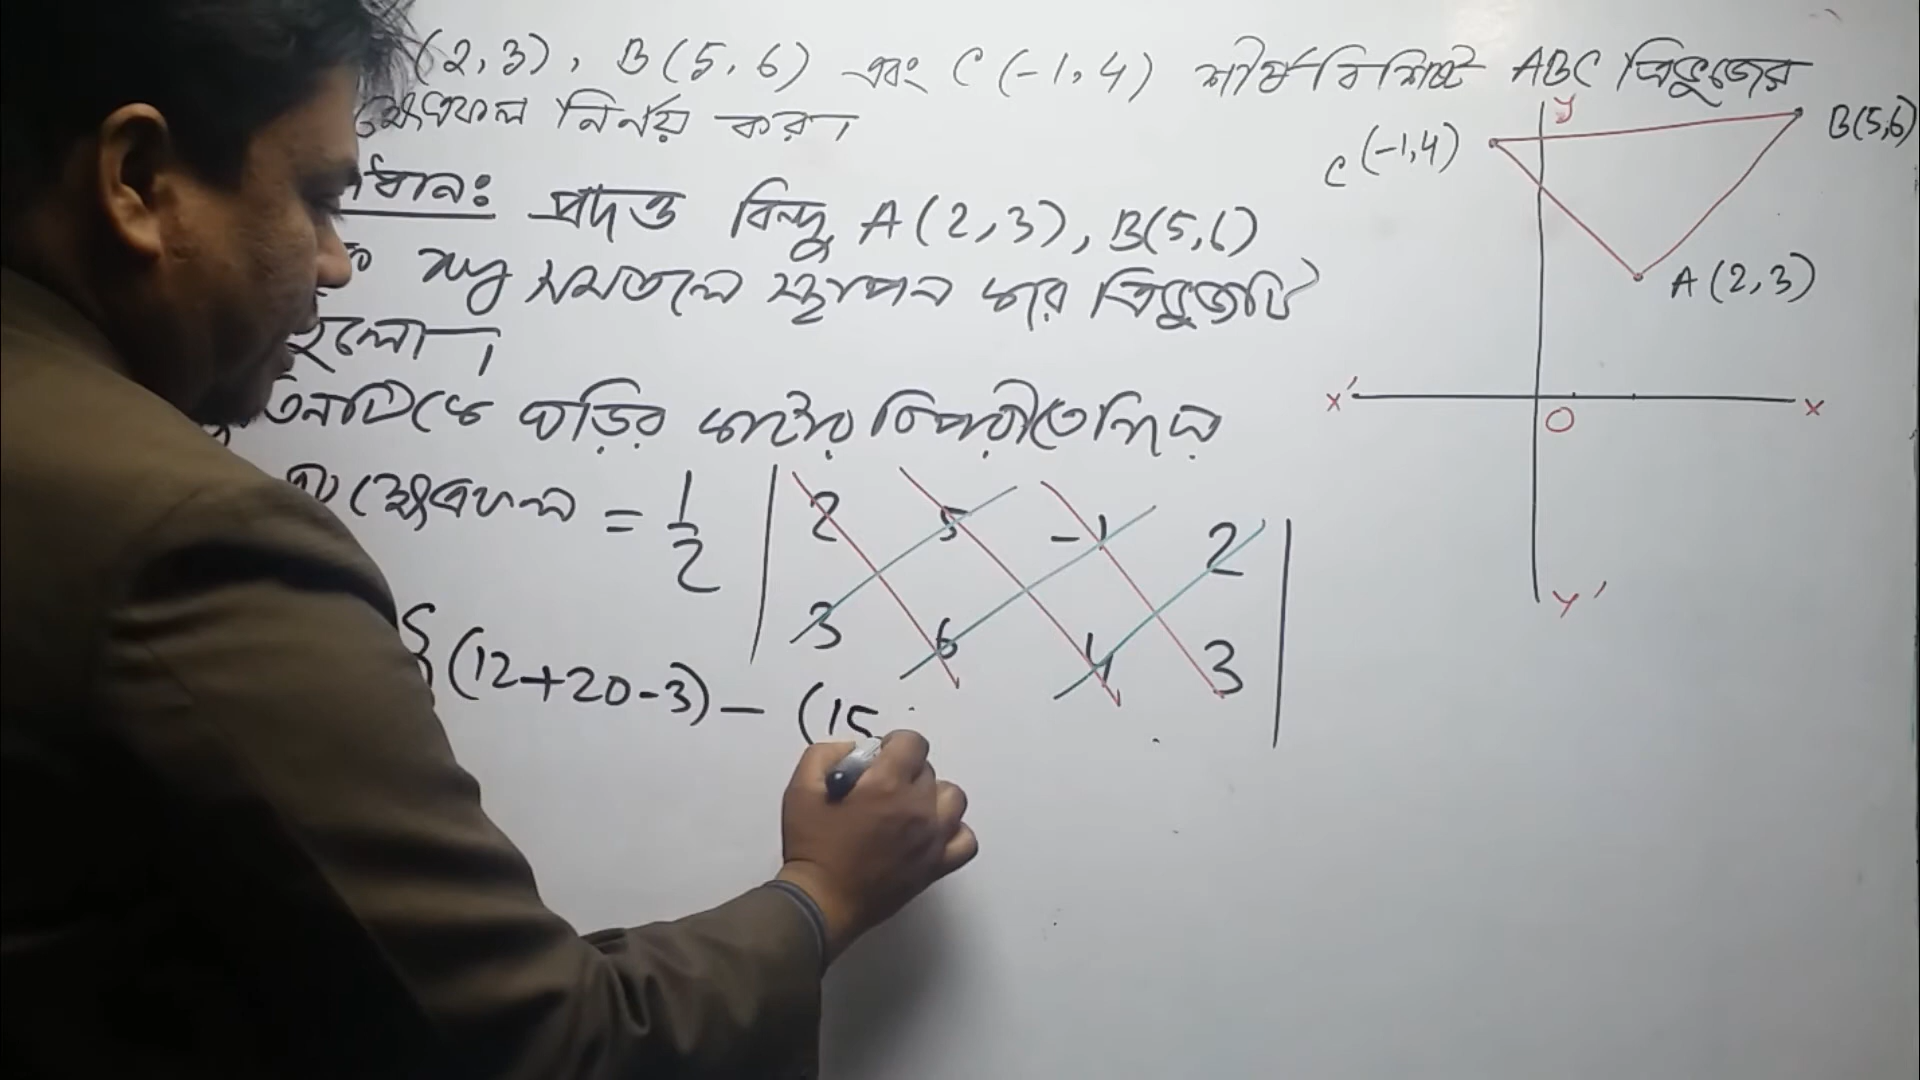 (2,3), B(5,6) এবং C(-1,4) শীর্ষবিশিষ্ট ABC ত্রিভুজের
ক্ষেত্রফল নির্নয় করা।
র্ধান: প্রদত্ত বিন্দু A(2,3), B(5,6)
xy সমতলে স্থাপন করে ত্রিভুজটি
হলো।
তিনটিকে ঘড়ির কাটার বিপরীতে নিয়ে
ক্ষেত্রফল = 1/2 | 2 5 -1 2
3 6 4 3 |
{(12+20-3) - (15
y
C(-1,4)
B(5,6)
A(2,3)
x'
O
x
y'